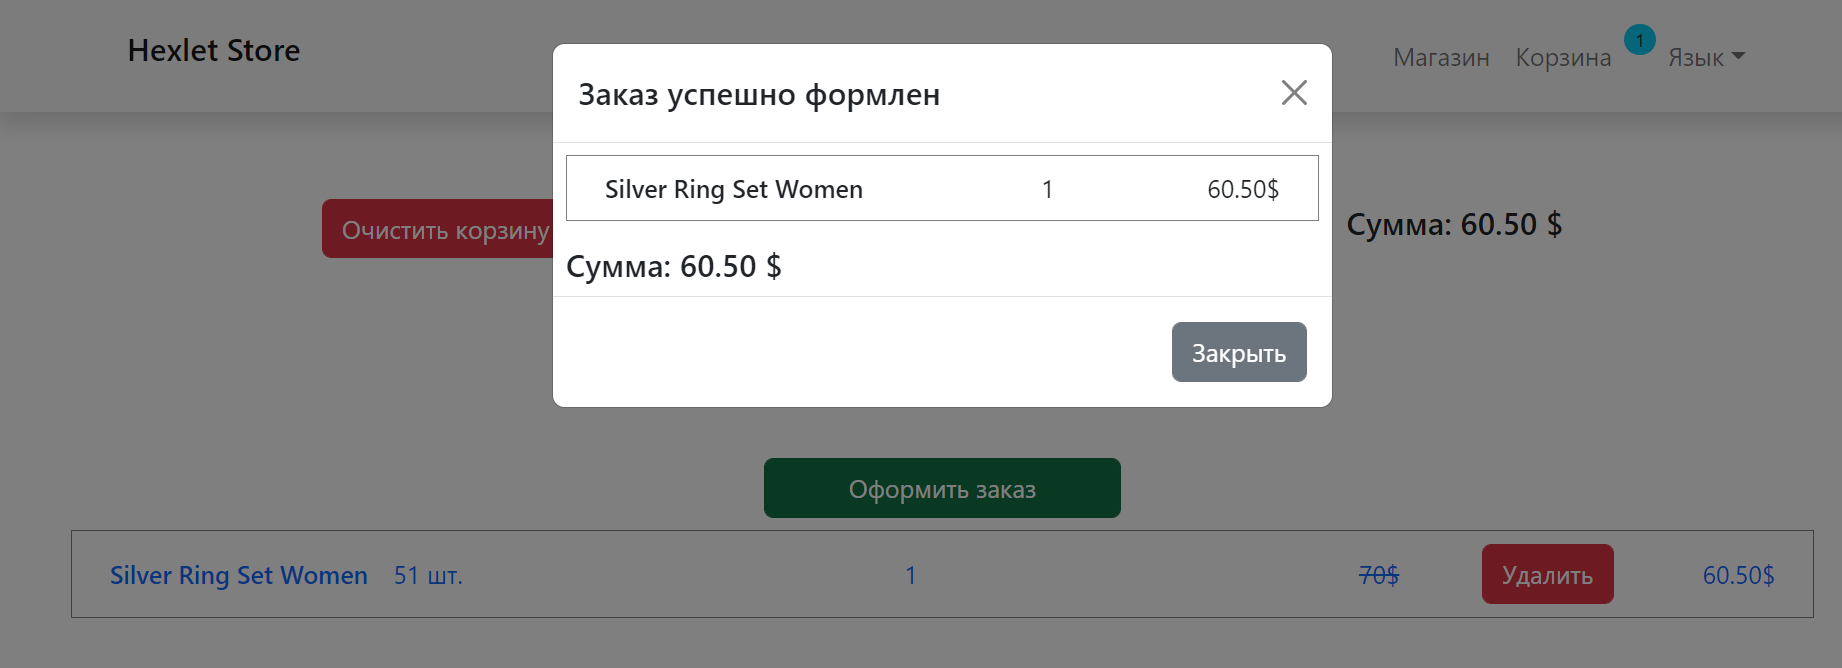 Hexlet Store
Магазин Корзина 1 Язык
Заказ успешно формлен
Silver Ring Set Women 1 60.50$
Сумма: 60.50 $
Закрыть
Очистить корзину
Сумма: 60.50 $
Оформить заказ
Silver Ring Set Women 51 шт. 1 70$ Удалить 60.50$